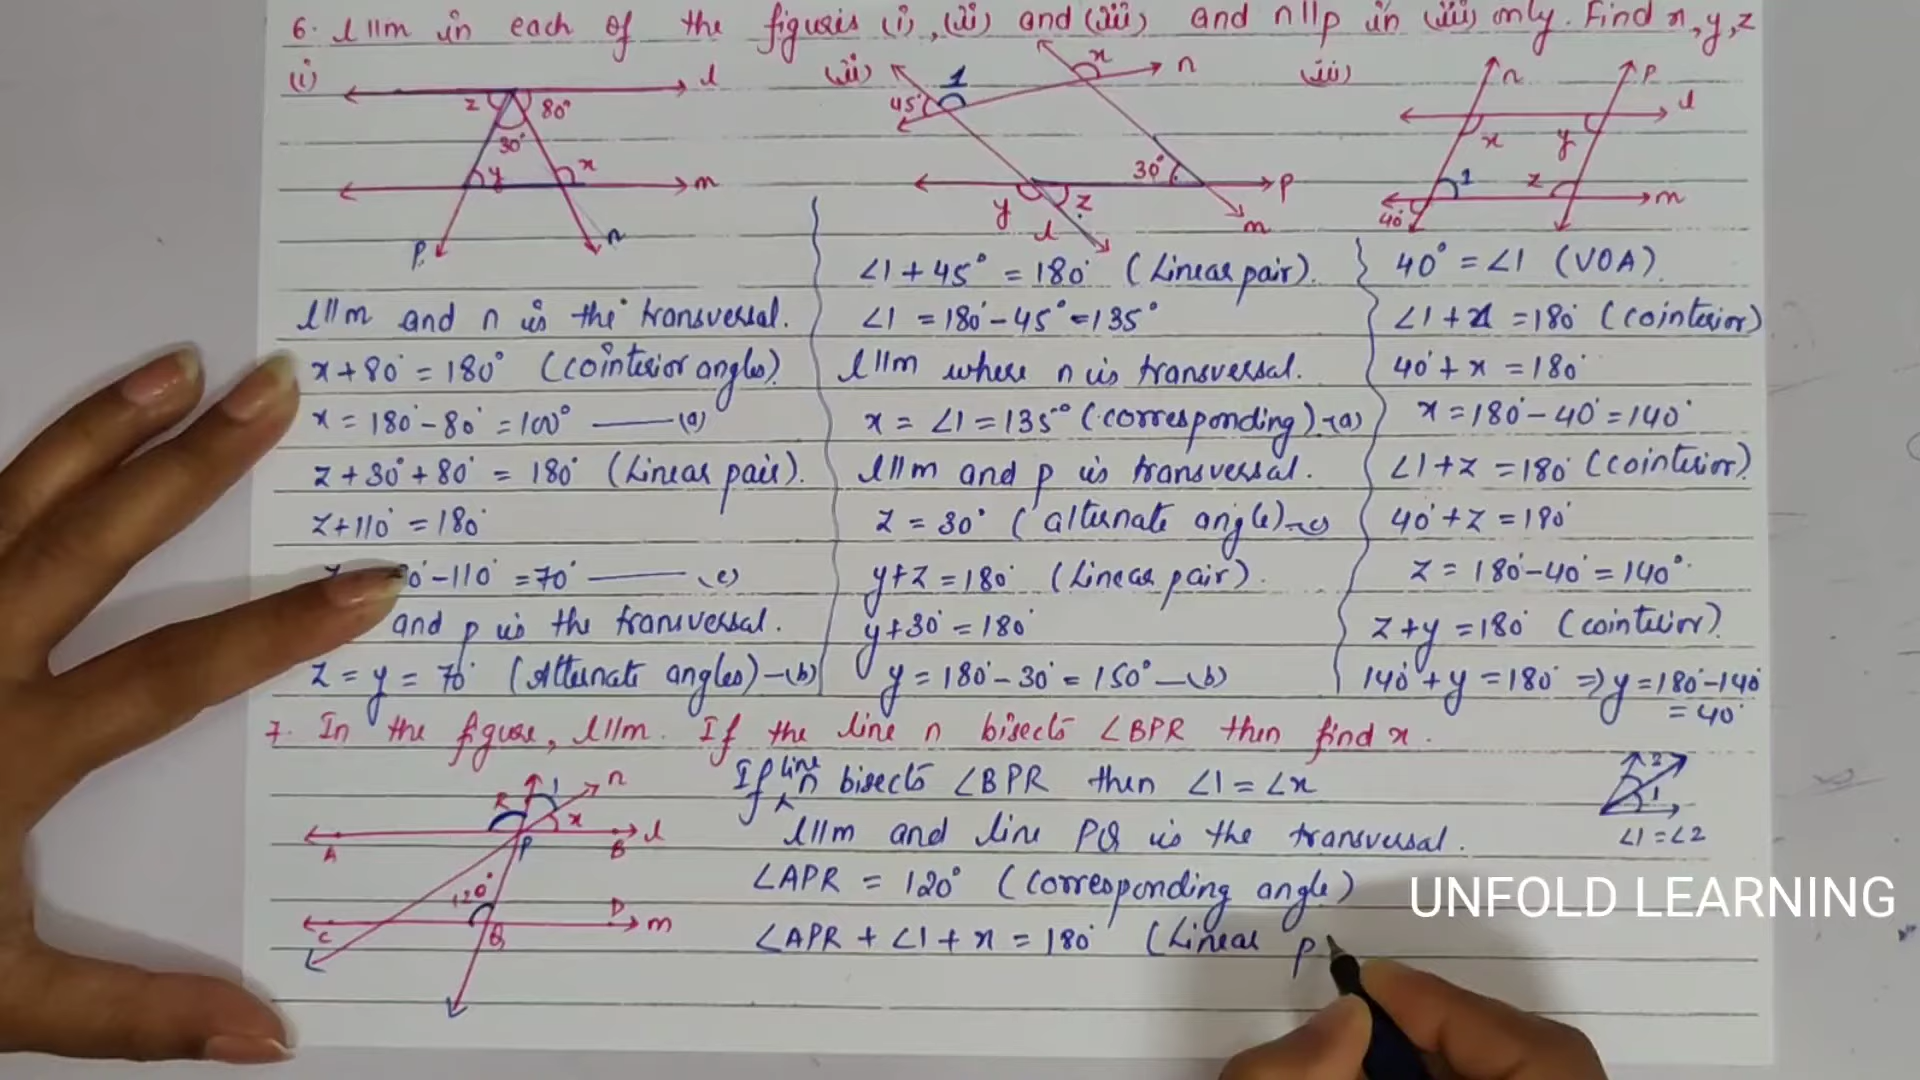 6. l||m in each of the figures (i), (ii) and (iii) and n||p in (iii) only. Find x, y, z
(i)
l
z 80°
30°
y x
m
p n
(ii)
1 x n
45°
30°
p
y z
l m
(iii)
n p
l
x y
1 z
m
40°
l||m and n is the transversal.
x + 80° = 180° (cointerior angles)
x = 180° - 80° = 100° —— (a)
z + 30° + 80° = 180° (Linear pair).
z + 110° = 180°
0° - 110° = 70° —— (c)
and p is the transversal.
z = y = 70° (Alternate angles) - (b)
∠1 + 45° = 180° (Linear pair).
∠1 = 180° - 45° = 135°
l||m where n is transversal.
x = ∠1 = 135° (corresponding) - (a)
l||m and p is transversal.
z = 30° (alternate angle) - (c)
y + z = 180° (Linear pair).
y + 30° = 180°
y = 180° - 30° = 150° - (b)
40° = ∠1 (VOA).
∠1 + x = 180° (cointerior)
40° + x = 180°
x = 180° - 40° = 140°
∠1 + z = 180° (cointerior)
40° + z = 180°
z = 180° - 40° = 140°.
z + y = 180° (cointerior).
140° + y = 180° ⇒ y = 180° - 140°
= 40°
7. In the figure, l||m. If the line n bisects ∠BPR then find x.
R 1 n
x
l
A P B
120°
D
C Q m
If line n bisects ∠BPR then ∠1 = ∠x
l||m and line PQ is the transversal.
∠APR = 120° (corresponding angle)
∠APR + ∠1 + x = 180° (Linear p
2
1
∠1 = ∠2
UNFOLD LEARNING